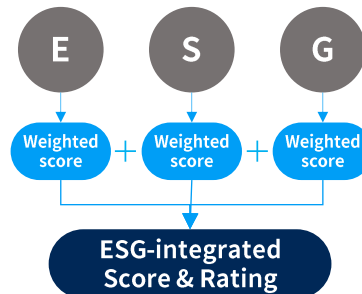 E
S
G
Weighted
score
+
Weighted
score
+
Weighted
score
ESG-integrated
Score & Rating